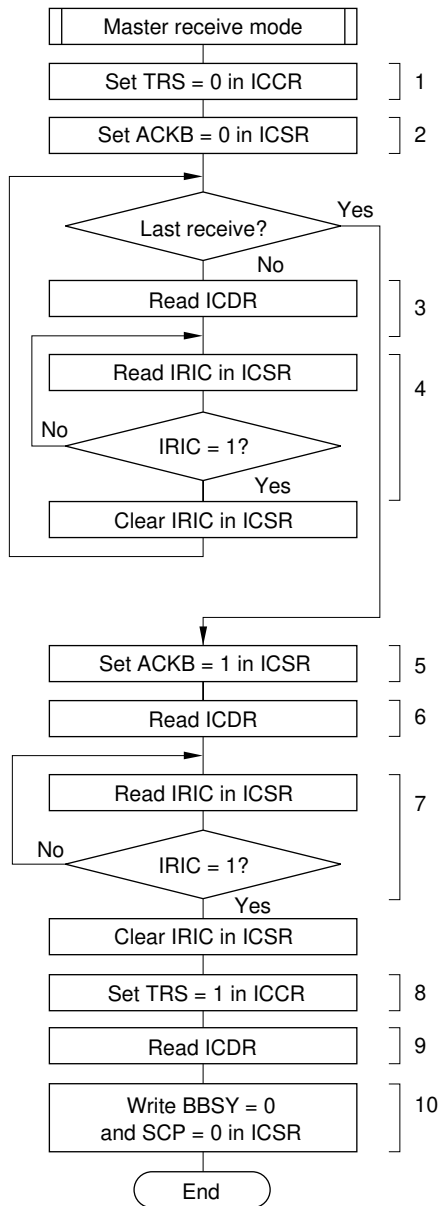 Master receive mode
Set TRS = 0 in ICCR
1
Set ACKB = 0 in ICSR
2
Last receive?
Yes
No
Read ICDR
3
Read IRIC in ICSR
4
No
IRIC = 1?
Yes
Clear IRIC in ICSR
Set ACKB = 1 in ICSR
5
Read ICDR
6
Read IRIC in ICSR
7
No
IRIC = 1?
Yes
Clear IRIC in ICSR
Set TRS = 1 in ICCR
8
Read ICDR
9
Write BBSY = 0
and SCP = 0 in ICSR
10
End